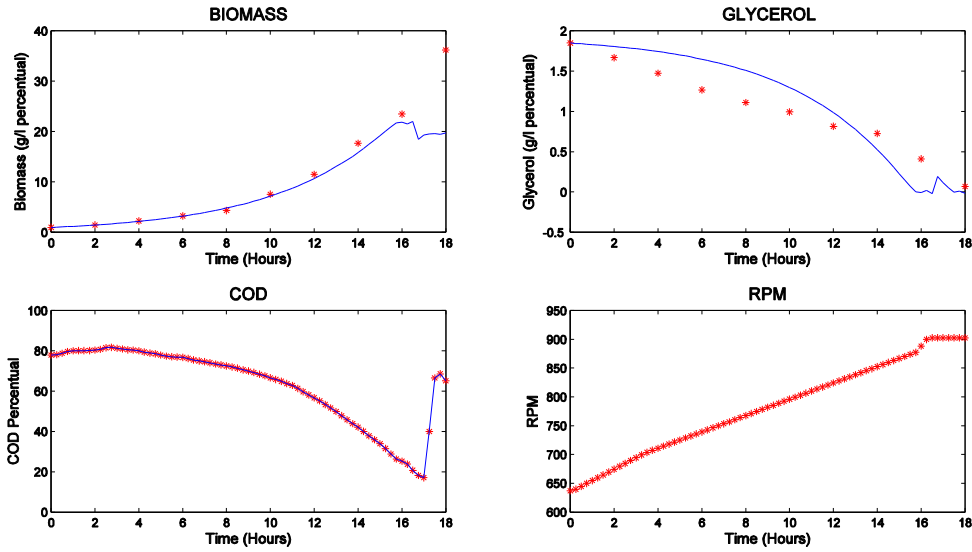 BIOMASS
Biomass (g/l percentual)
40
30
20
10
0
0 2 4 6 8 10 12 14 16 18
Time (Hours)
GLYCEROL
Glycerol (g/l percentual)
2
1.5
1
0.5
0
-0.5
0 2 4 6 8 10 12 14 16 18
Time (Hours)
COD
COD Percentual
100
80
60
40
20
0
0 2 4 6 8 10 12 14 16 18
Time (Hours)
RPM
RPM
950
900
850
800
750
700
650
600
0 2 4 6 8 10 12 14 16 18
Time (Hours)